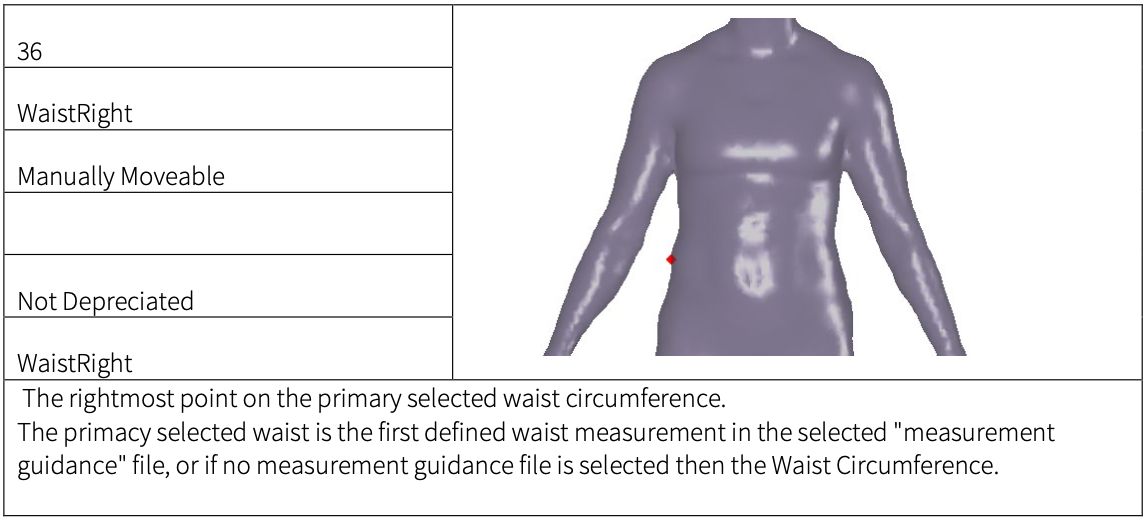 36
WaistRight
Manually Moveable
Not Depreciated
WaistRight
The rightmost point on the primary selected waist circumference.
The primacy selected waist is the first defined waist measurement in the selected "measurement
guidance" file, or if no measurement guidance file is selected then the Waist Circumference.